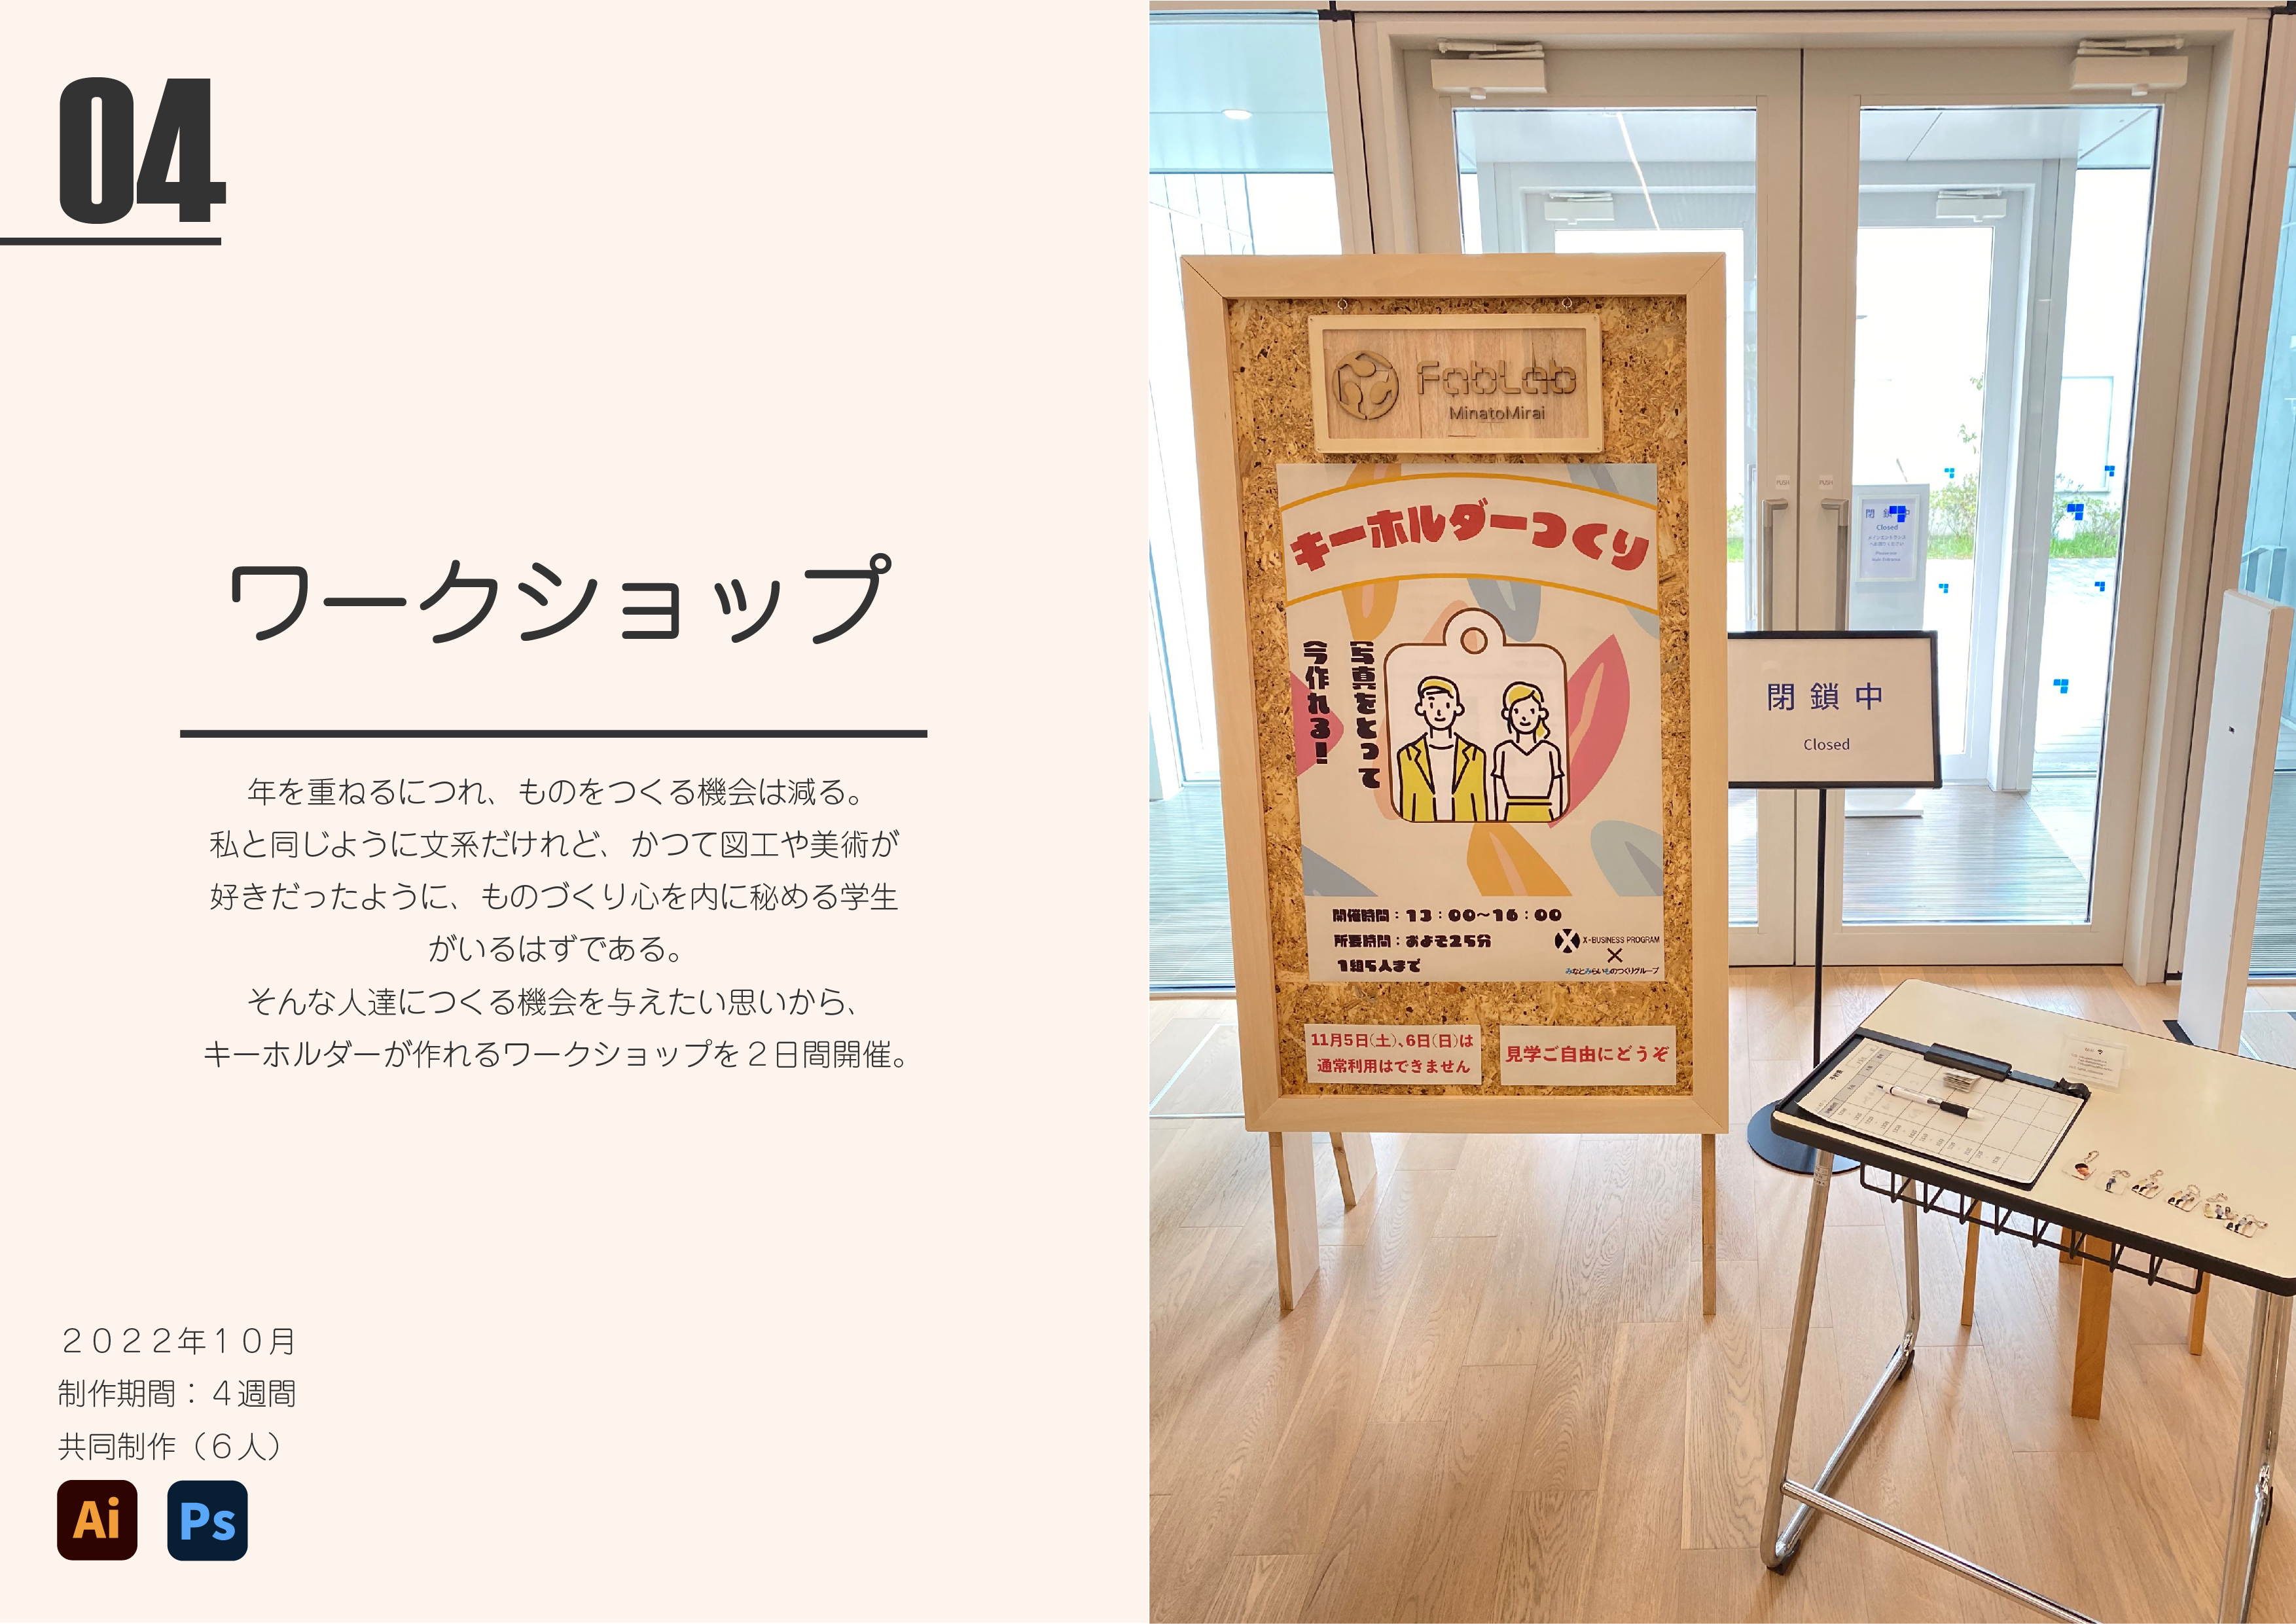 04
ワークショップ
年を重ねるにつれ、ものをつくる機会は減る。
私と同じように文系だけれど、かつて図工や美術が
好きだったように、ものづくり心を内に秘める学生
がいるはずである。
そんな人達につくる機会を与えたい思いから、
キーホルダーが作れるワークショップを２日間開催。
２０２２年１０月
制作期間：４週間
共同制作（６人）
Ai
Ps
FabLab
MinatoMirai
キーホルダーつくり
写真をとって
今作れる！
開催時間：13：00～16：00
所要時間：およそ25分
1組5人まで
X-BUSINESS PROGRAM
×
みなとみらいものつくりグループ
11月5日(土)、6日(日)は
通常利用はできません
見学ご自由にどうぞ
閉鎖中
Closed
PUSH
PUSH
Closed